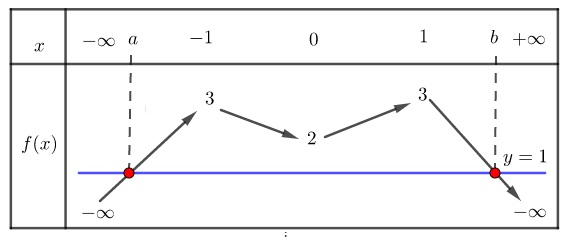 x −∞ a −1 0 1 b +∞
3 3
f(x) 2
y = 1
−∞ −∞